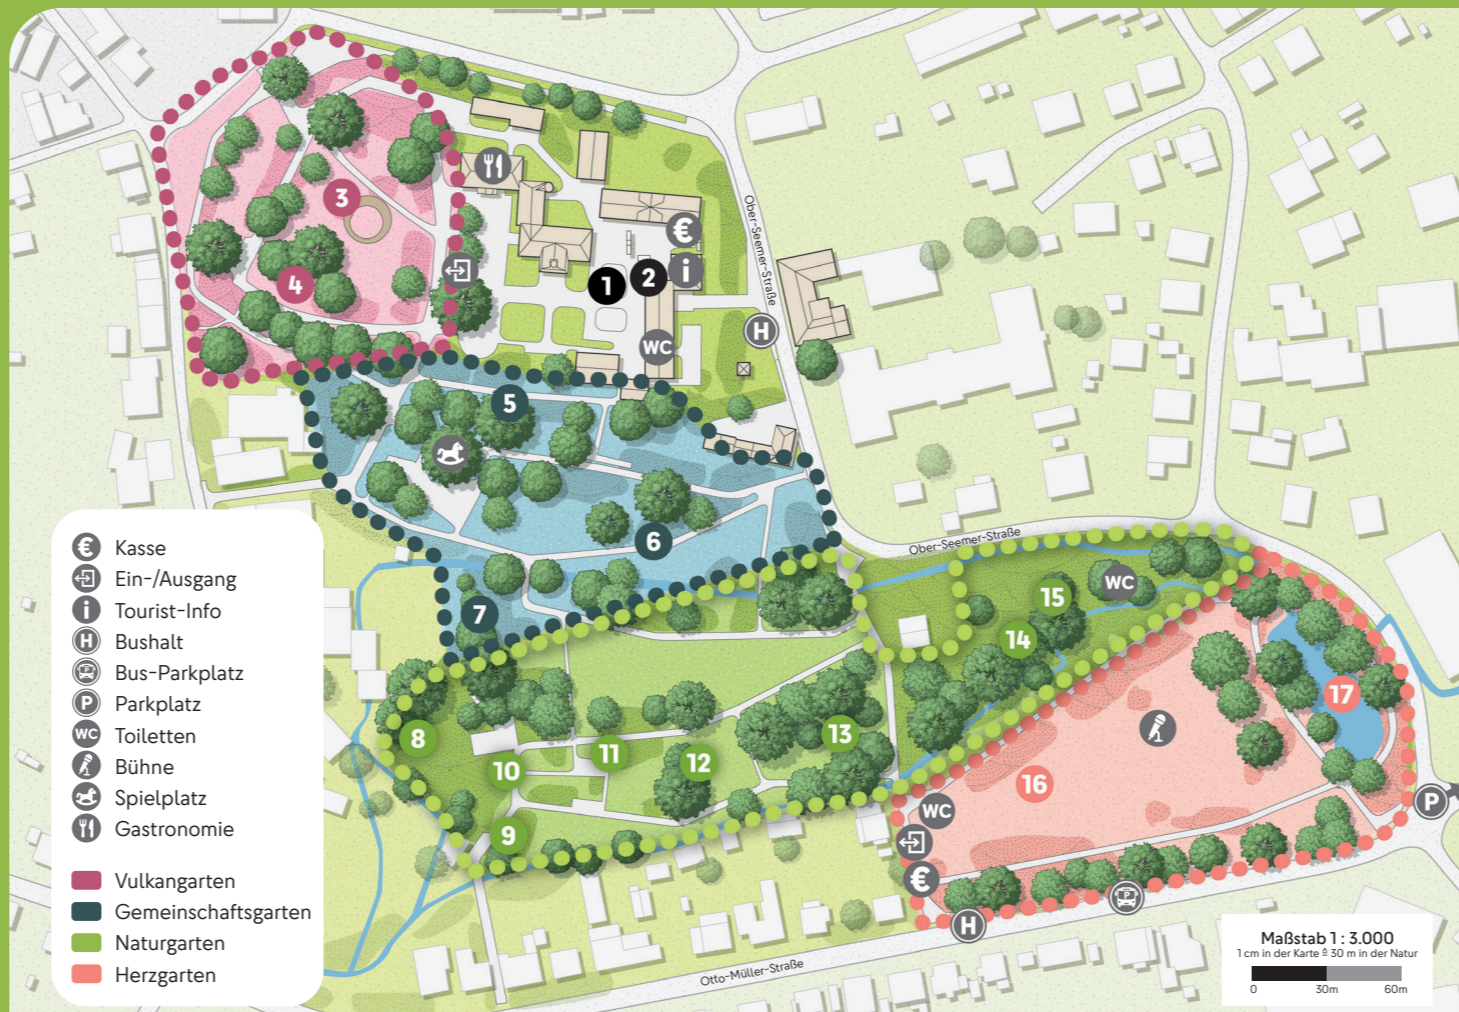 3
€
4
i
1
2
Ober-Seemer-Straße
H
WC
5
6
7
Ober-Seemer-Straße
WC
15
14
8
13
11
12
10
9
17
16
WC
€
P
P
H
Otto-Müller-Straße
€ Kasse
Ein-/Ausgang
i Tourist-Info
H Bushalt
P Bus-Parkplatz
P Parkplatz
WC Toiletten
Bühne
Spielplatz
Gastronomie
Vulkangarten
Gemeinschaftsgarten
Naturgarten
Herzgarten
Maßstab 1 : 3.000
1 cm in der Karte ≙ 30 m in der Natur
0 30m 60m